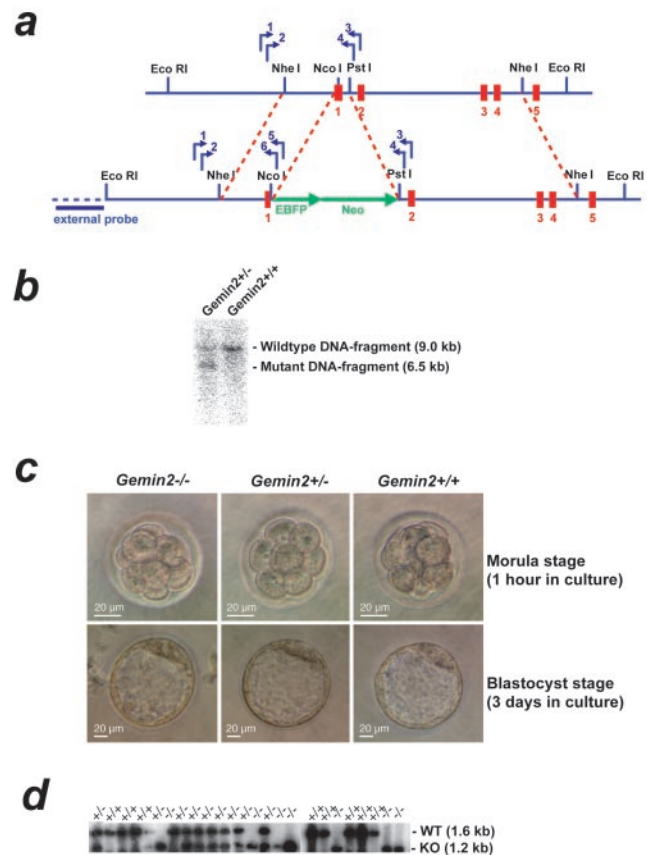 a
1
2
3
4
Eco RI
Nhe I
Nco I
Pst I
Nhe I
Eco RI
1
2
3
4
5
1
2
5
6
3
4
Eco RI
Nhe I
Nco I
Pst I
Nhe I
Eco RI
external probe
1
EBFP
Neo
2
3
4
5
b
Gemin2+/-
Gemin2+/+
- Wildtype DNA-fragment (9.0 kb)
- Mutant DNA-fragment (6.5 kb)
c
Gemin2-/-
Gemin2+/-
Gemin2+/+
20 µm
20 µm
20 µm
Morula stage
(1 hour in culture)
20 µm
20 µm
20 µm
Blastocyst stage
(3 days in culture)
d
- WT (1.6 kb)
- KO (1.2 kb)